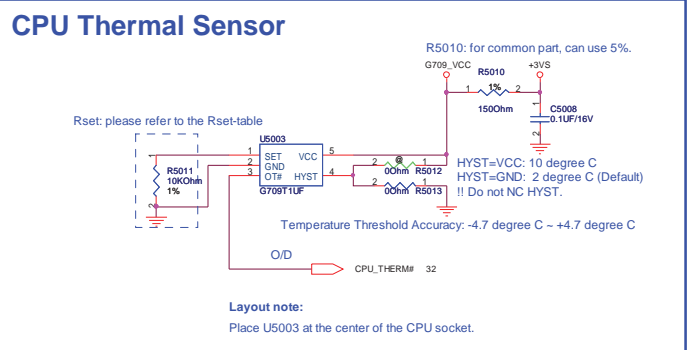 CPU Thermal Sensor
R5010: for common part, can use 5%.
G709_VCC
R5010
+3VS
1 1% 2
150Ohm
1
C5008
0.1UF/16V
2
Rset: please refer to the Rset-table
U5003
1 SET VCC 5
2 GND
3 OT# HYST 4
G709T1UF
1
R5011
10KOhm
1%
2
@
2 1
0Ohm R5012
2 1
0Ohm R5013
HYST=VCC: 10 degree C
HYST=GND: 2 degree C (Default)
!! Do not NC HYST.
Temperature Threshold Accuracy: -4.7 degree C ~ +4.7 degree C
O/D
CPU_THERM# 32
Layout note:
Place U5003 at the center of the CPU socket.